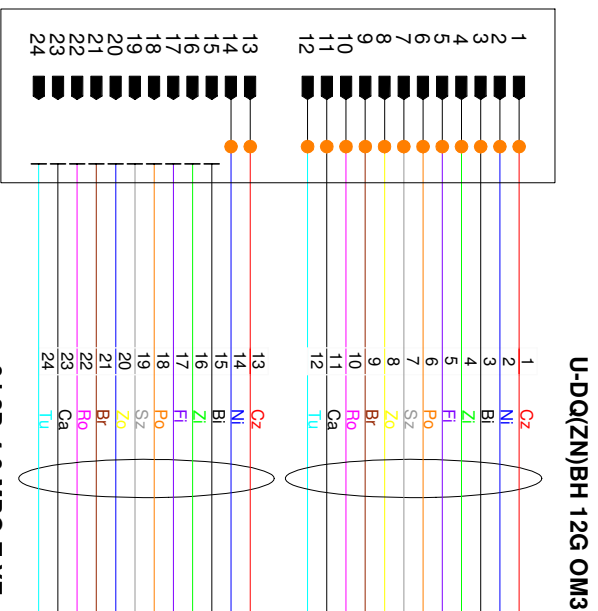 24 23 22 21 20 19 18 17 16 15 14 13 12 11 10 9 8 7 6 5 4 3 2 1
24 23 22 21 20 19 18 17 16 15 14 13 12 11 10 9 8 7 6 5 4 3 2 1
Tu Ca Ro Br Zo Sz Po Fi Zi Bi Ni Cz Tu Ca Ro Br Zo Sz Po Fi Zi Bi Ni Cz
U-DQ(ZN)BH 12G OM3